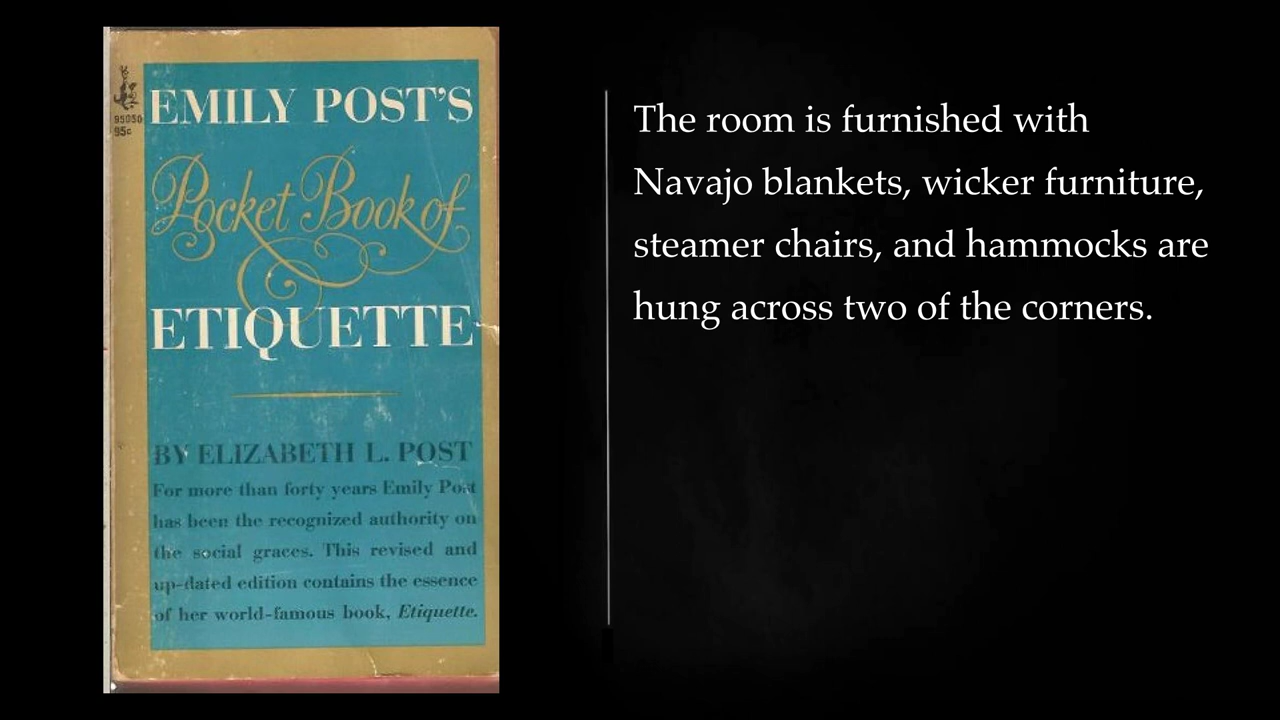 95050
95c
EMILY POST'S
Pocket Book of
ETIQUETTE
BY ELIZABETH L. POST
For more than forty years Emily Post
has been the recognized authority on
the social graces. This revised and
up-dated edition contains the essence
of her world-famous book, Etiquette.
The room is furnished with
Navajo blankets, wicker furniture,
steamer chairs, and hammocks are
hung across two of the corners.